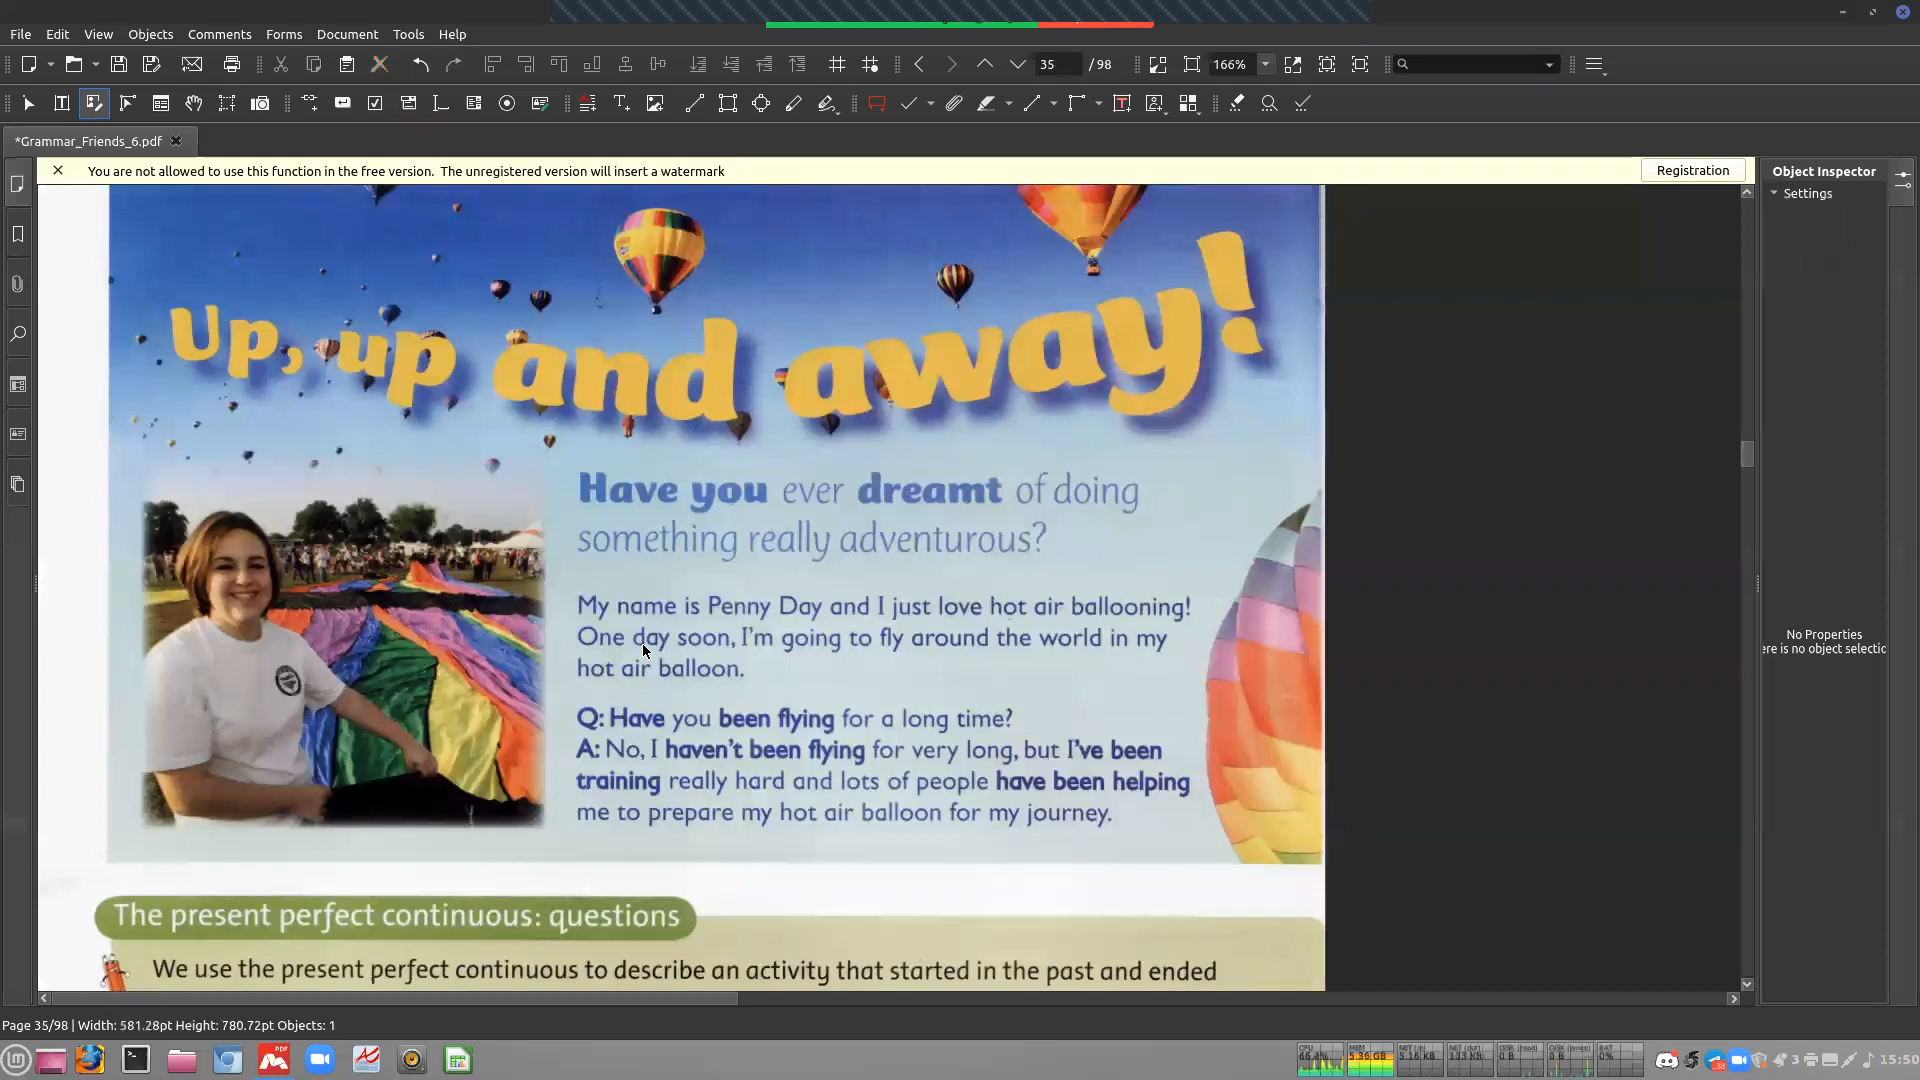 File Edit View Objects Comments Forms Document Tools Help
35 / 98 166%
*Grammar_Friends_6.pdf
You are not allowed to use this function in the free version. The unregistered version will insert a watermark
Registration
Object Inspector
Settings
Up, up and away!
Have you ever dreamt of doing
something really adventurous?
My name is Penny Day and I just love hot air ballooning!
One day soon, I'm going to fly around the world in my
hot air balloon.
Q: Have you been flying for a long time?
A: No, I haven't been flying for very long, but I've been
training really hard and lots of people have been helping
me to prepare my hot air balloon for my journey.
The present perfect continuous: questions
We use the present perfect continuous to describe an activity that started in the past and ended
No Properties
ere is no object selectic
Page 35/98 | Width: 581.28pt Height: 780.72pt Objects: 1
15:50